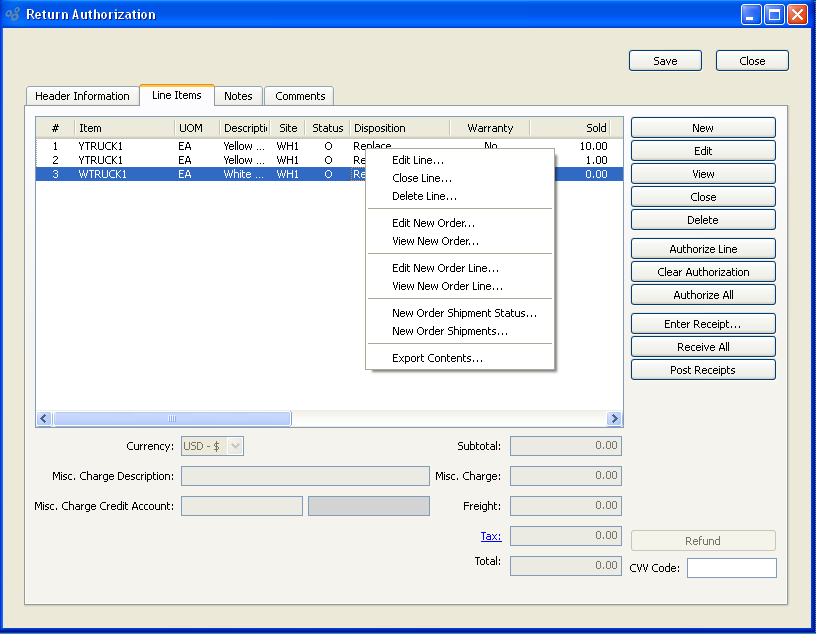 Return Authorization
Save Close
Header Information Line Items Notes Comments
# Item UOM Descripti Site Status Disposition Warranty Sold
1 YTRUCK1 EA Yellow ... WH1 O Replace No 10.00
2 YTRUCK1 EA Yellow ... WH1 O Re 1.00
3 WTRUCK1 EA White ... WH1 O Re 0.00
Edit Line...
Close Line...
Delete Line...
Edit New Order...
View New Order...
Edit New Order Line...
View New Order Line...
New Order Shipment Status...
New Order Shipments...
Export Contents...
New
Edit
View
Close
Delete
Authorize Line
Clear Authorization
Authorize All
Enter Receipt...
Receive All
Post Receipts
Currency: USD - $ Subtotal: 0.00
Misc. Charge Description: Misc. Charge: 0.00
Misc. Charge Credit Account: Freight: 0.00
Tax: 0.00
Total: 0.00
Refund
CVV Code: